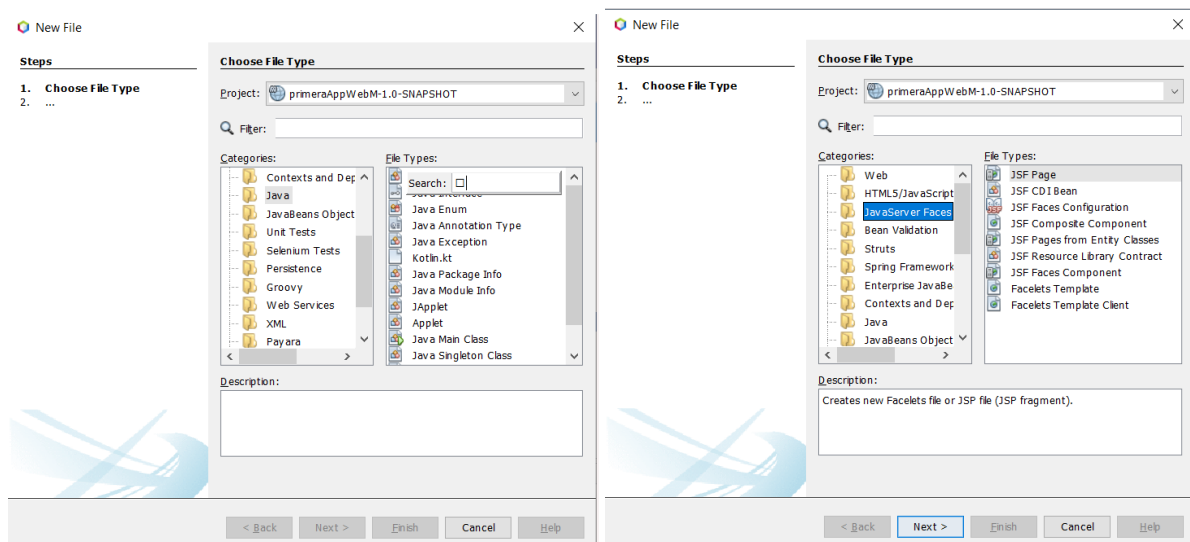 New File
Steps
1. Choose File Type
2. ...
Choose File Type
Project: primeraAppWebM-1.0-SNAPSHOT
Filter:
Categories:
Contexts and Dep
Java
JavaBeans Object
Unit Tests
Selenium Tests
Persistence
Groovy
Web Services
XML
Payara
File Types:
Search:
Java Enum
Java Annotation Type
Java Exception
Kotlin.kt
Java Package Info
Java Module Info
JApplet
Applet
Java Main Class
Java Singleton Class
Description:
< Back Next > Finish Cancel Help
New File
Steps
1. Choose File Type
2. ...
Choose File Type
Project: primeraAppWebM-1.0-SNAPSHOT
Filter:
Categories:
Web
HTML5/JavaScript
JavaServer Faces
Bean Validation
Struts
Spring Framework
Enterprise JavaBe
Contexts and Dep
Java
JavaBeans Object
File Types:
JSF Page
JSF CDI Bean
JSF Faces Configuration
JSF Composite Component
JSF Pages from Entity Classes
JSF Resource Library Contract
JSF Faces Component
Facelets Template
Facelets Template Client
Description:
Creates new Facelets file or JSP file (JSP fragment).
< Back Next > Finish Cancel Help